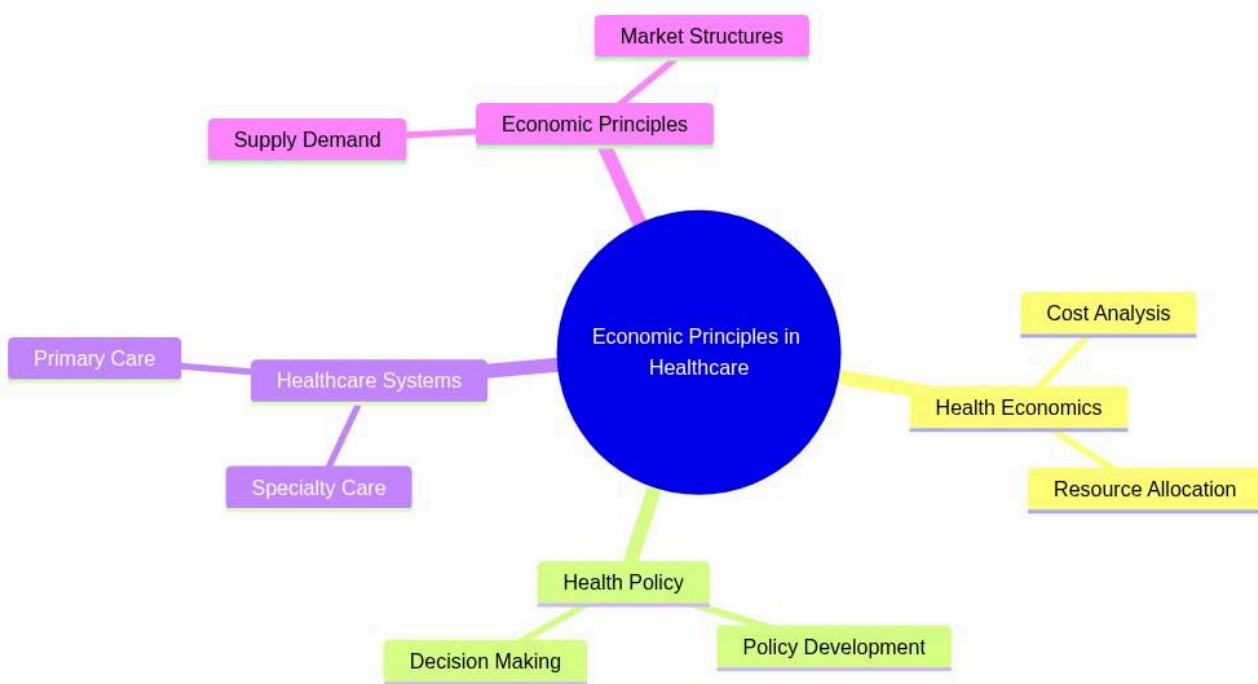 Market Structures
Economic Principles
Supply Demand
Economic Principles in
Healthcare
Cost Analysis
Health Economics
Resource Allocation
Primary Care
Healthcare Systems
Specialty Care
Health Policy
Decision Making
Policy Development